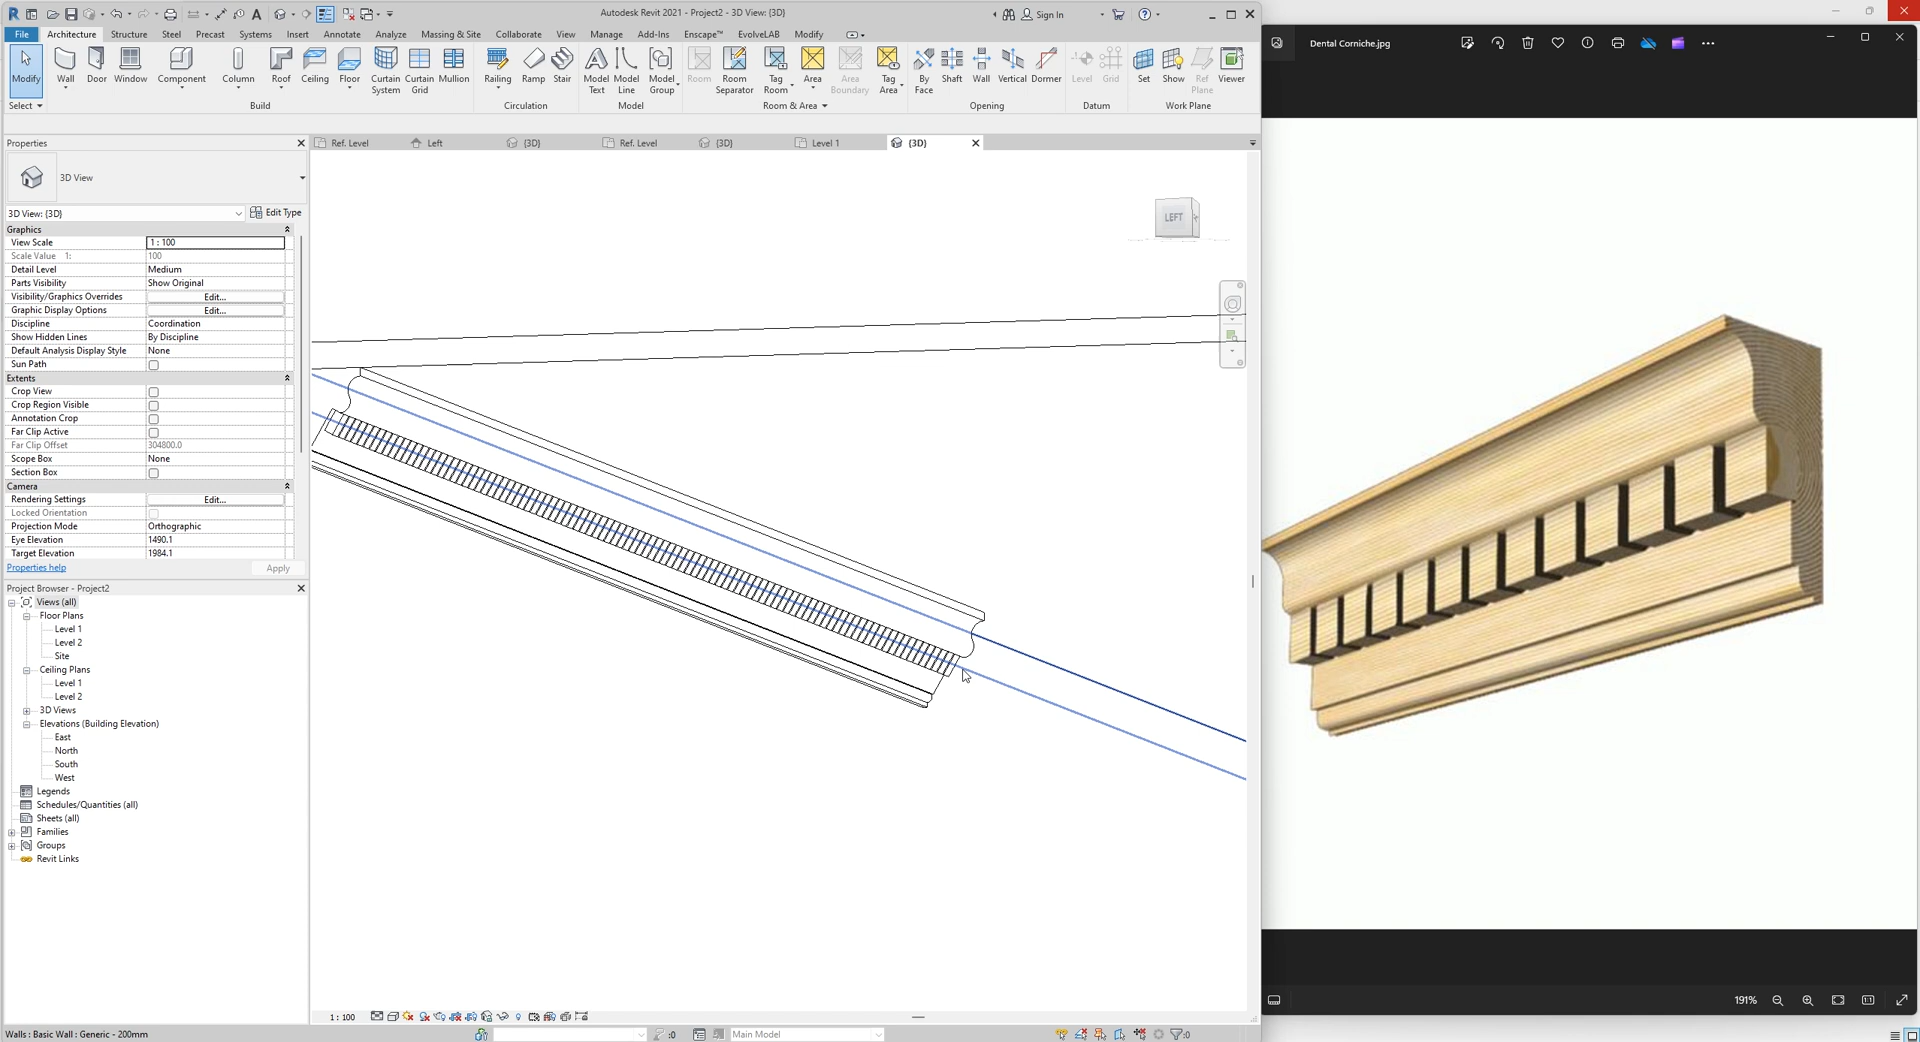 Autodesk Revit 2021 - Project2 - 3D View: {3D}
Sign In
File Architecture Structure Steel Precast Systems Insert Annotate Analyze Massing & Site Collaborate View Manage Add-Ins Enscape™ EvolveLAB Modify
Modify Wall Door Window Component Column Roof Ceiling Floor Curtain System Curtain Grid Mullion Railing Ramp Stair Model Text Model Line Model Group Room Room Separator Tag Room Area Area Boundary Tag Area By Face Shaft Wall Vertical Dormer Level Grid Set Show Ref Plane Viewer
Select Build Circulation Model Room & Area Opening Datum Work Plane
Properties
Ref. Level Left {3D} Ref. Level {3D} Level 1 {3D}
3D View
3D View: {3D} Edit Type
Graphics
View Scale 1 : 100
Scale Value 1: 100
Detail Level Medium
Parts Visibility Show Original
Visibility/Graphics Overrides Edit...
Graphic Display Options Edit...
Discipline Coordination
Show Hidden Lines By Discipline
Default Analysis Display Style None
Sun Path
Extents
Crop View
Crop Region Visible
Annotation Crop
Far Clip Active
Far Clip Offset 304800.0
Scope Box None
Section Box
Camera
Rendering Settings Edit...
Locked Orientation
Projection Mode Orthographic
Eye Elevation 1490.1
Target Elevation 1984.1
Properties help Apply
Project Browser - Project2
Views (all)
Floor Plans
Level 1
Level 2
Site
Ceiling Plans
Level 1
Level 2
3D Views
Elevations (Building Elevation)
East
North
South
West
Legends
Schedules/Quantities (all)
Sheets (all)
Families
Groups
Revit Links
LEFT
1 : 100
Walls : Basic Wall : Generic - 200mm
:0
Main Model
:0
Dental Corniche.jpg
191%